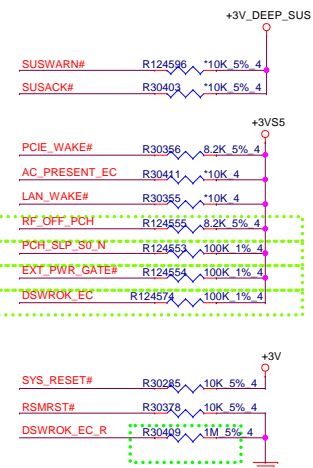 +3V_DEEP_SUS
SUSWARN# R124596 *10K_5%_4
SUSACK# R30403 *10K_5%_4
+3VS5
PCIE_WAKE# R30356 8.2K_5%_4
AC_PRESENT_EC R30411 *10K_4
LAN_WAKE# R30355 *10K_4
RF_OFF_PCH R124555 8.2K_5%_4
PCH_SLP_S0_N R124553 100K_1%_4
EXT_PWR_GATE# R124554 100K_1%_4
DSWROK_EC R124574 100K_1%_4
+3V
SYS_RESET# R30285 10K_5%_4
RSMRST# R30378 10K_5%_4
DSWROK_EC_R R30409 1M_5%_4